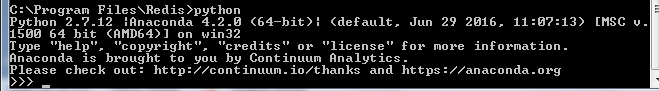 C:\Program Files\Redis>python
Python 2.7.12 |Anaconda 4.2.0 (64-bit)| (default, Jun 29 2016, 11:07:13) [MSC v.
1500 64 bit (AMD64)] on win32
Type "help", "copyright", "credits" or "license" for more information.
Anaconda is brought to you by Continuum Analytics.
Please check out: http://continuum.io/thanks and https://anaconda.org
>>> _